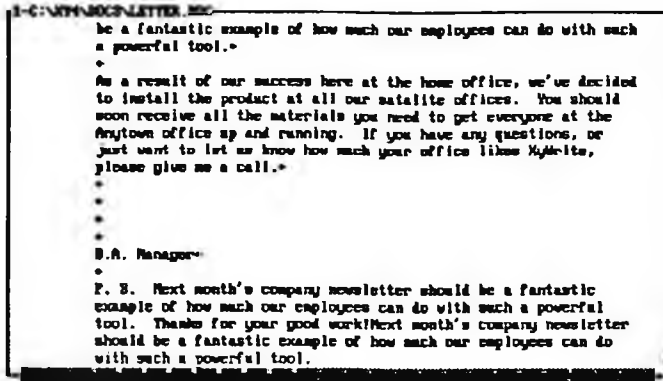 1-C:\XYW\DOCS\LETTER.DOC
be a fantastic example of how much our employees can do with such
a powerful tool.
As a result of our success here at the home office, we've decided
to install the product at all our satalite offices. You should
soon receive all the materials you need to get everyone at the
Anytown office up and running. If you have any questions, or
just want to let us know how much your office likes XyWrite,
please give me a call.
B.A. Manager
P. S. Next month's company newsletter should be a fantastic
example of how much our employees can do with such a powerful
tool. Thanks for your good work!Next month's company newsletter
should be a fantastic example of how much our employees can do
with such a powerful tool.